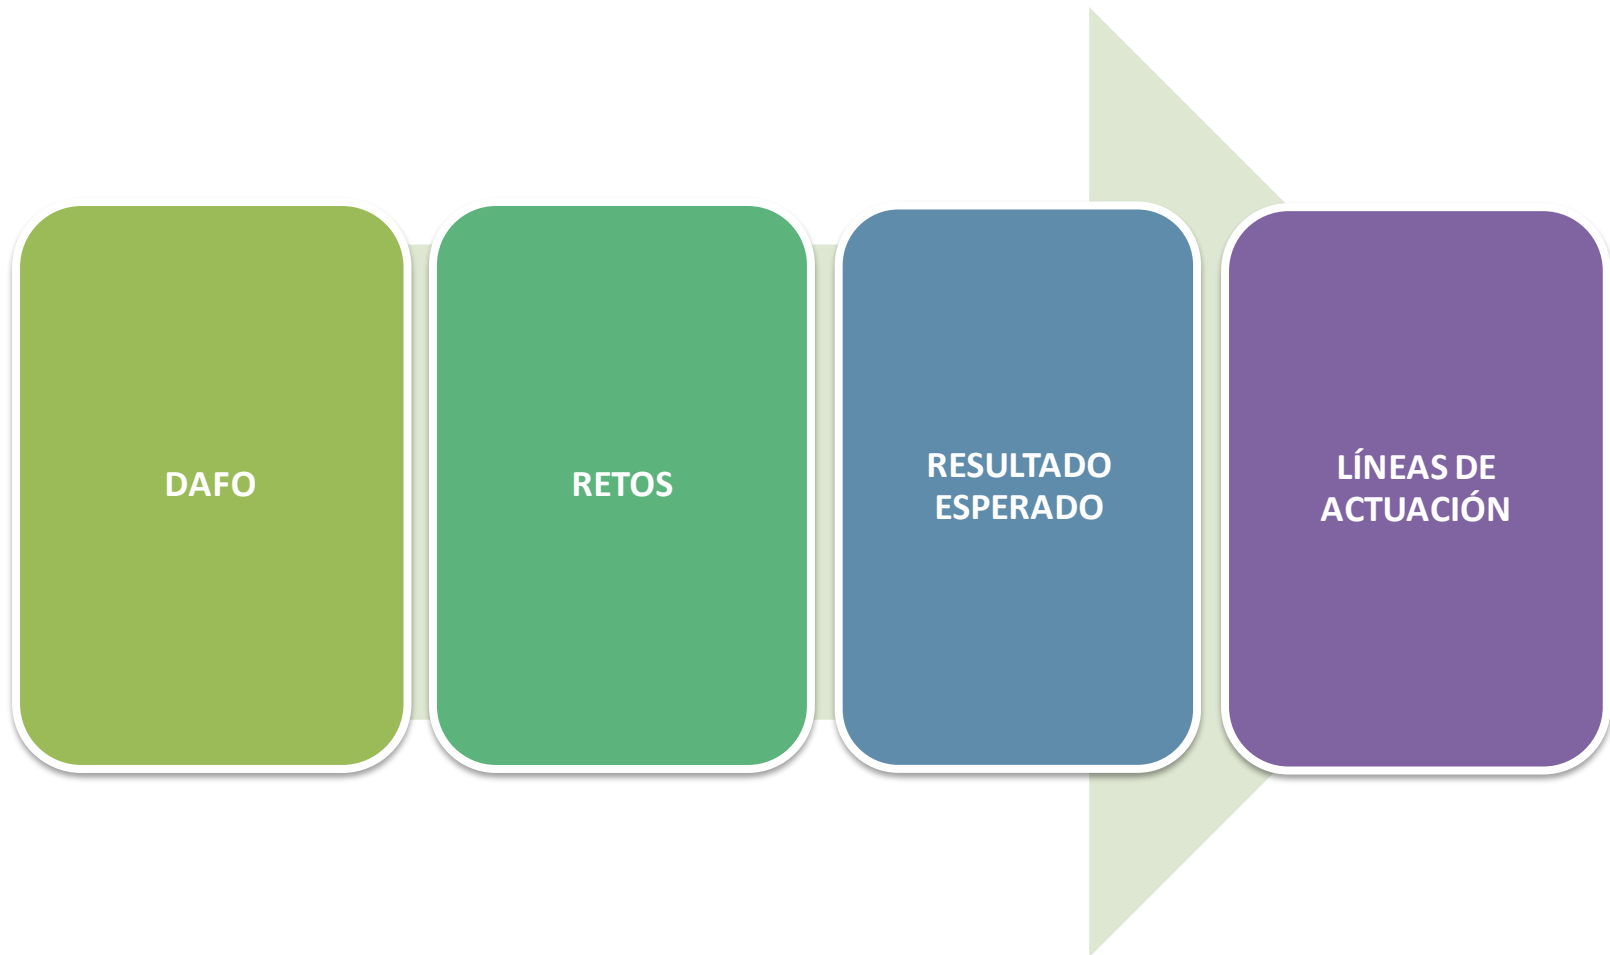 DAFO
RETOS
RESULTADO
ESPERADO
LÍNEAS DE
ACTUACIÓN